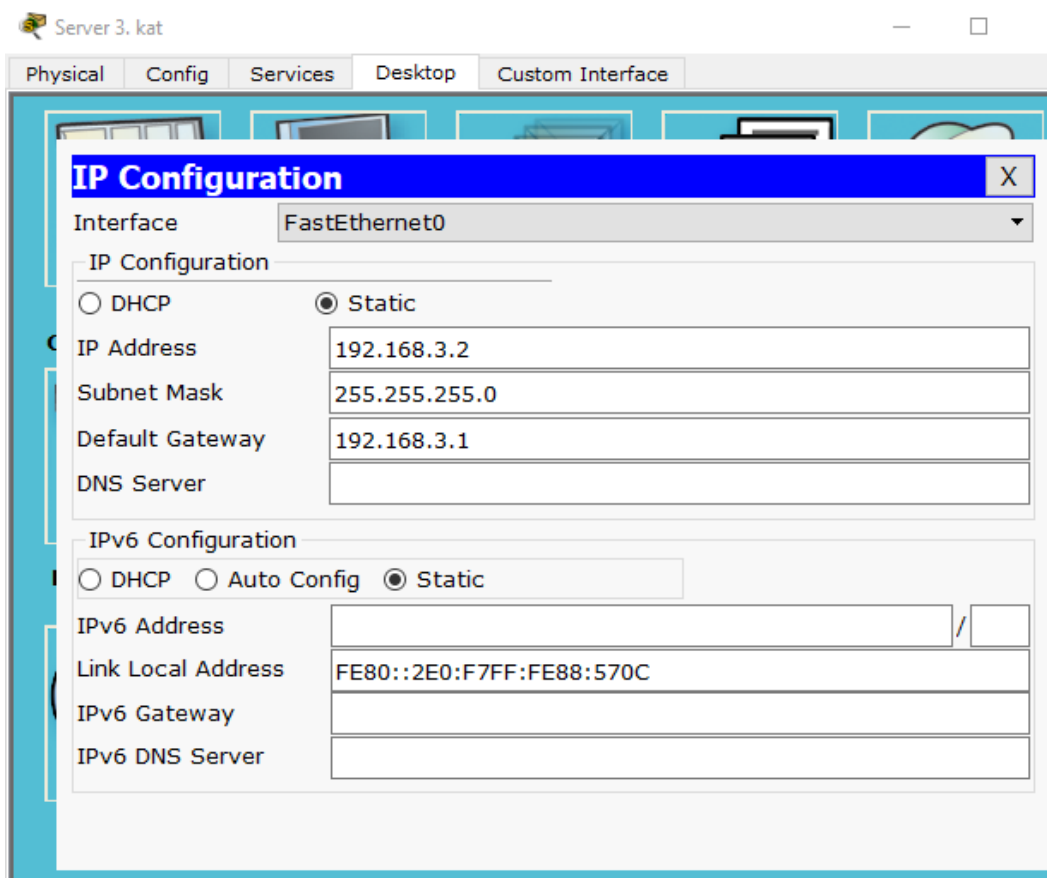 Server 3. kat
Physical Config Services Desktop Custom Interface
IP Configuration X
Interface FastEthernet0
IP Configuration
DHCP Static
IP Address 192.168.3.2
Subnet Mask 255.255.255.0
Default Gateway 192.168.3.1
DNS Server
IPv6 Configuration
DHCP Auto Config Static
IPv6 Address /
Link Local Address FE80::2E0:F7FF:FE88:570C
IPv6 Gateway
IPv6 DNS Server